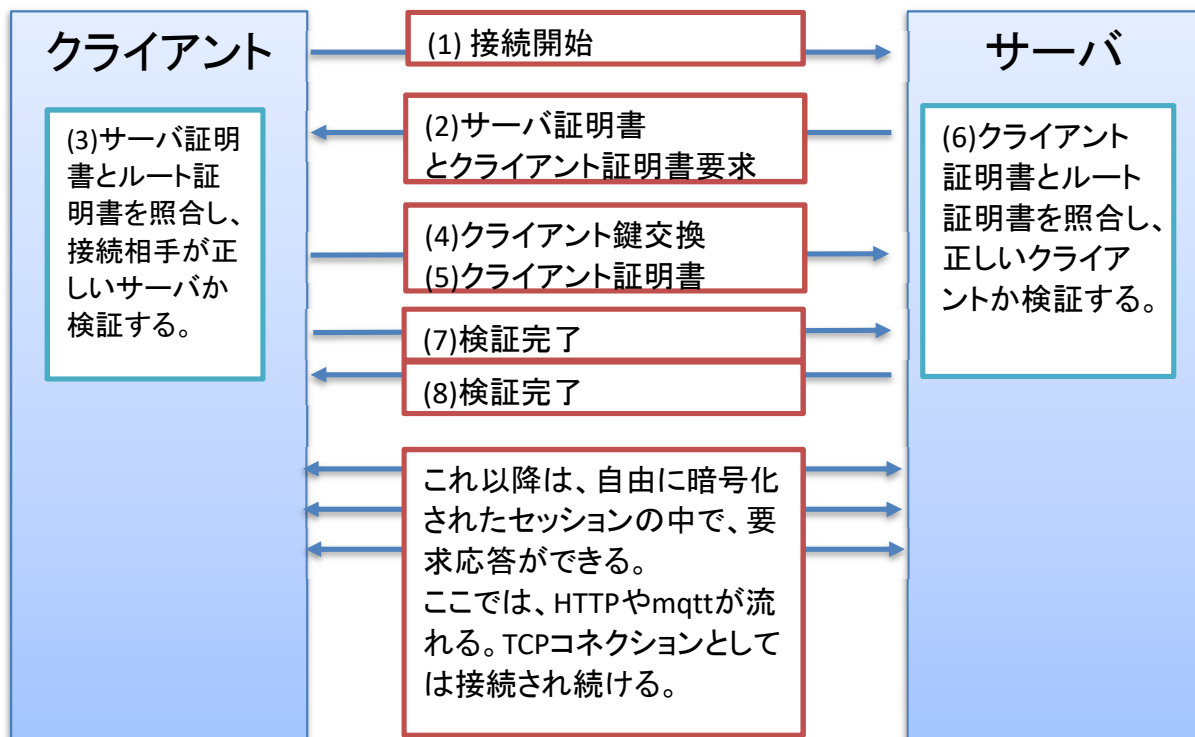 クライアント
(1) 接続開始
サーバ
(3)サーバ証明
書とルート証
明書を照合し、
接続相手が正
しいサーバか
検証する。
(2)サーバ証明書
とクライアント証明書要求
(6)クライアント
証明書とルート
証明書を照合し、
正しいクライア
ントか検証する。
(4)クライアント鍵交換
(5)クライアント証明書
(7)検証完了
(8)検証完了
これ以降は、自由に暗号化
されたセッションの中で、要
求応答ができる。
ここでは、HTTPやmqttが流
れる。TCPコネクションとして
は接続され続ける。